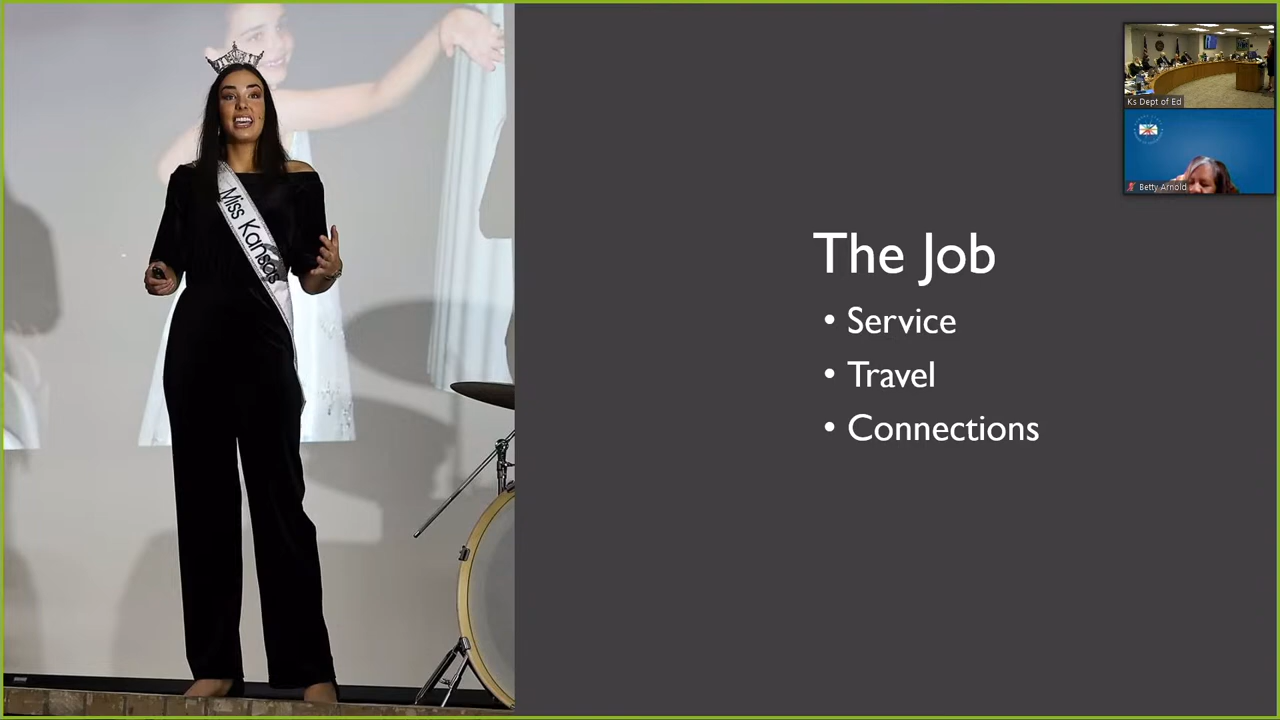 Miss Kansas
The Job
• Service
• Travel
• Connections
Ks Dept of Ed
Betty Arnold